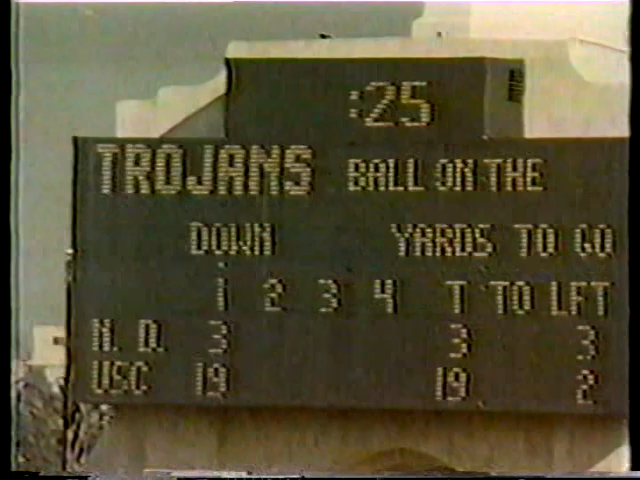 :25
TROJANS BALL ON THE
DOWN YARDS TO GO
1 2 3 4 T TO LFT
N. D. 3 3 3
USC 19 19 2